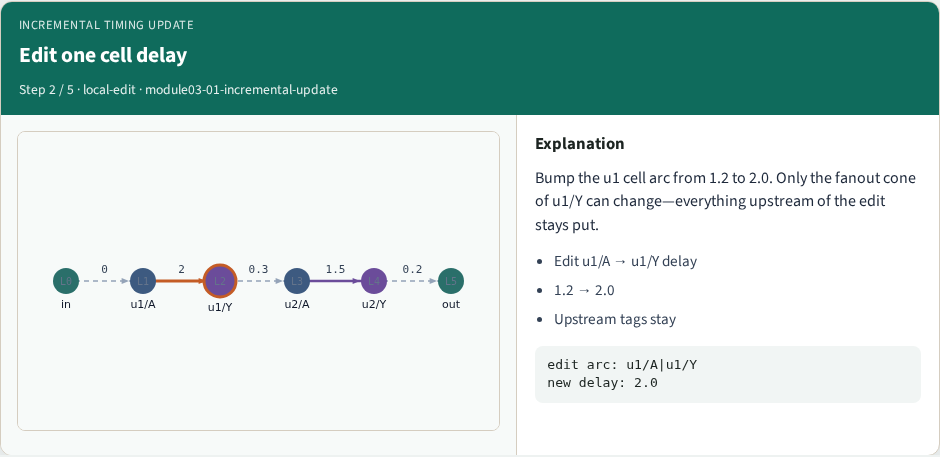 INCREMENTAL TIMING UPDATE
Edit one cell delay
Step 2 / 5 · local-edit · module03-01-incremental-update
0 2 0.3 1.5 0.2
L0 L1 L2 L3 L4 L5
in u1/A u1/Y u2/A u2/Y out
Explanation
Bump the u1 cell arc from 1.2 to 2.0. Only the fanout cone
of u1/Y can change—everything upstream of the edit
stays put.
• Edit u1/A → u1/Y delay
• 1.2 → 2.0
• Upstream tags stay
edit arc: u1/A|u1/Y
new delay: 2.0